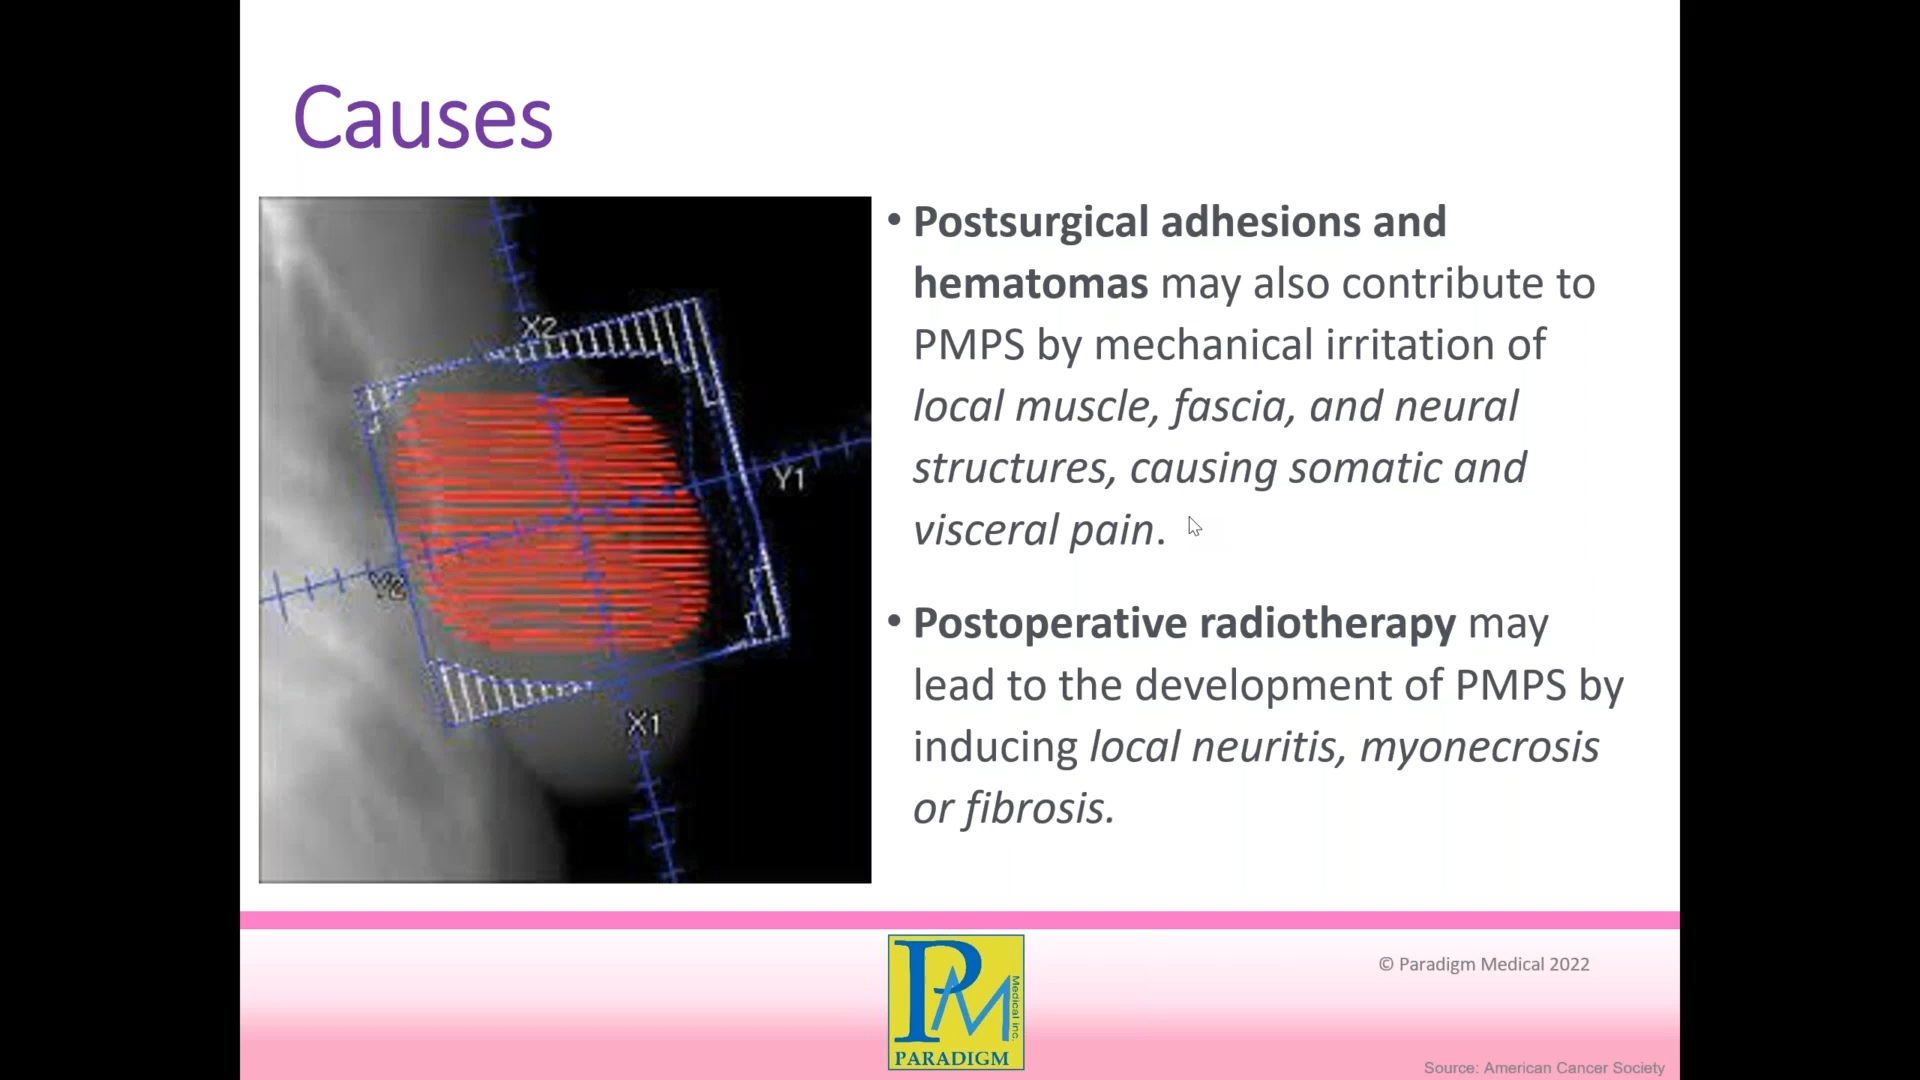 Causes
• Postsurgical adhesions and
hematomas may also contribute to
PMPS by mechanical irritation of
local muscle, fascia, and neural
structures, causing somatic and
visceral pain.
• Postoperative radiotherapy may
lead to the development of PMPS by
inducing local neuritis, myonecrosis
or fibrosis.
X2
Y1
Y2
X1
PM
Medical inc.
PARADIGM
© Paradigm Medical 2022
Source: American Cancer Society